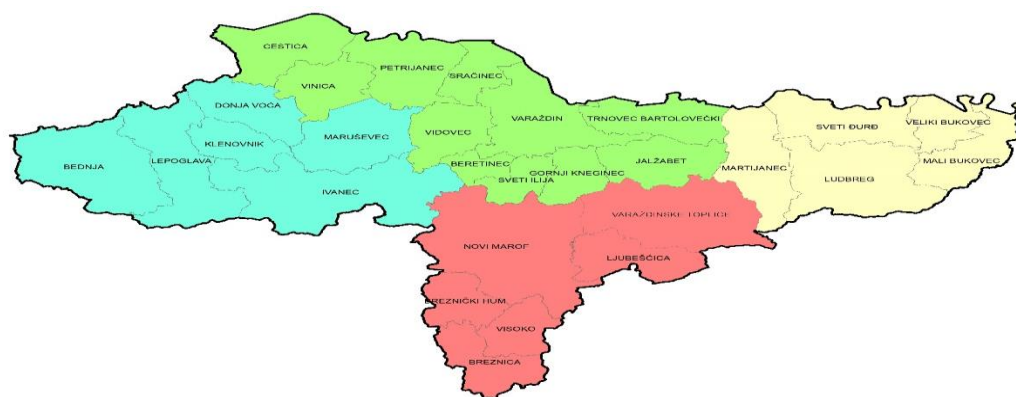 CESTICA
PETRIJANEC
SRAČINEC
VINICA
DONJA VOĆA
VARAŽDIN
TRNOVEC BARTOLOVEČKI
SVETI ĐURĐ
VELIKI BUKOVEC
VIDOVEC
MARUŠEVEC
KLENOVNIK
LEPOGLAVA
BEDNJA
BERETINEC
JALŽABET
MALI BUKOVEC
MARTIJANEC
LUDBREG
GORNJI KNEGINEC
SVETI ILIJA
IVANEC
VARAŽDINSKE TOPLICE
NOVI MAROF
LJUBEŠĆICA
BREZNIČKI HUM
VISOKO
BREZNICA